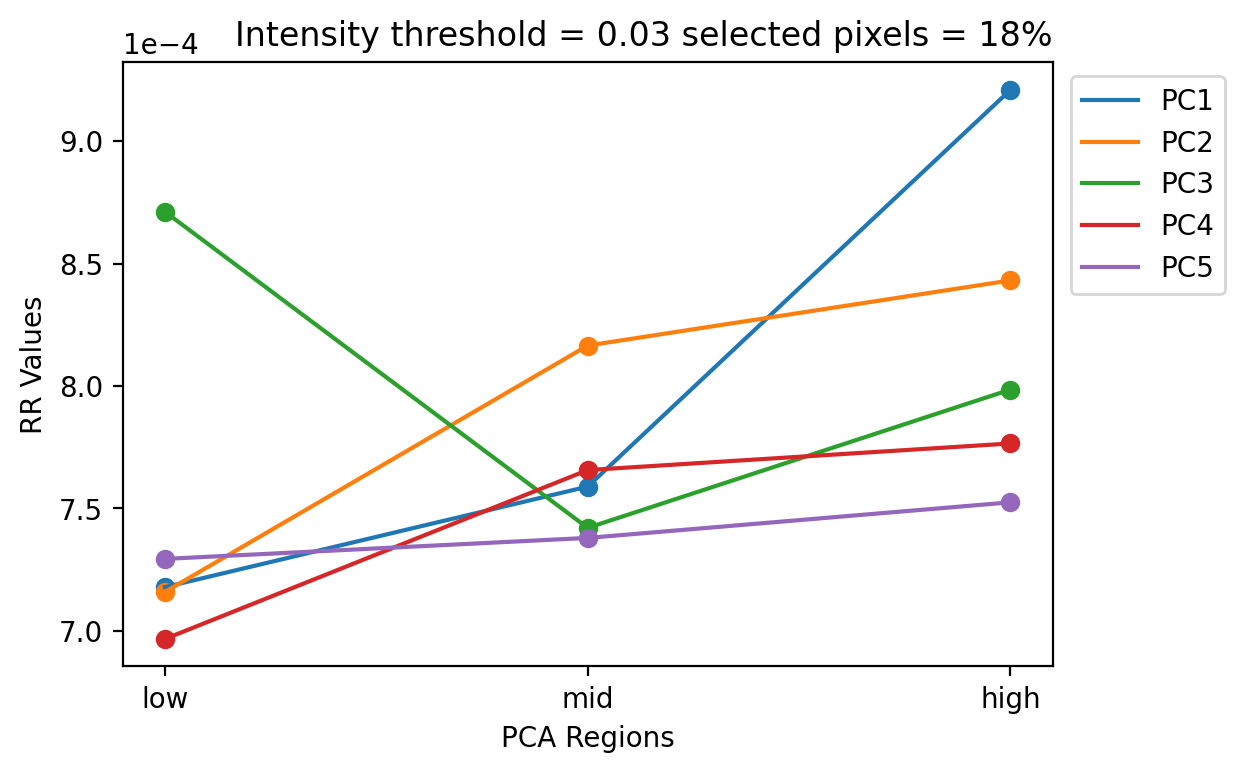 Intensity threshold = 0.03 selected pixels = 18%
1e−4
9.0
8.5
8.0
7.5
7.0
RR Values
low
mid
high
PCA Regions
PC1
PC2
PC3
PC4
PC5